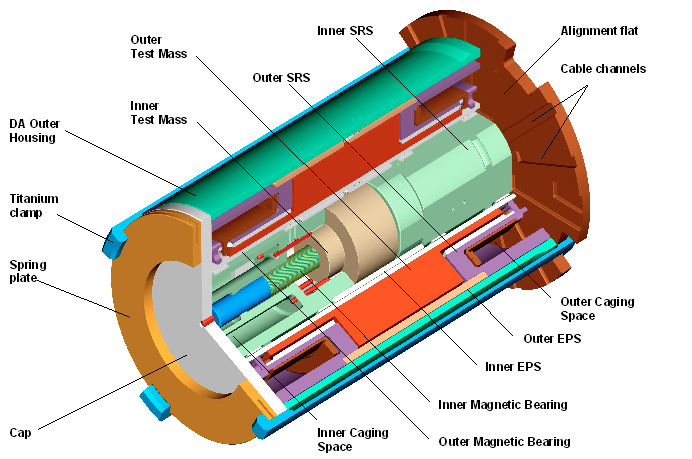 Inner SRS
Outer
Test Mass
Alignment flat
Outer SRS
Cable channels
Inner
Test Mass
DA Outer
Housing
Titanium
clamp
Spring
plate
Outer Caging
Space
Outer EPS
Inner EPS
Inner Magnetic Bearing
Cap
Inner Caging
Space
Outer Magnetic Bearing